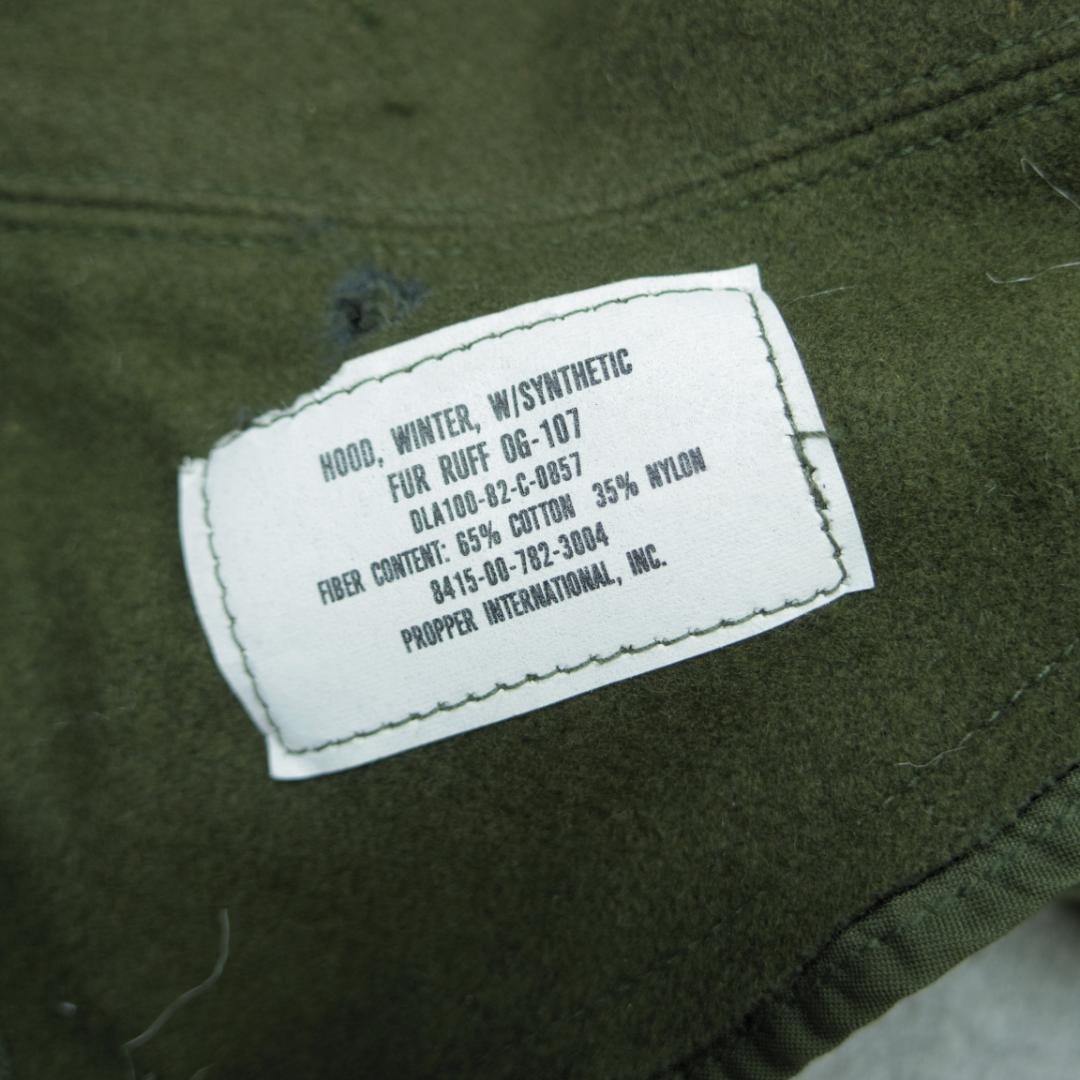 HOOD, WINTER, W/SYNTHETIC
FUR RUFF OG-107
DLA100-82-C-0857
FIBER CONTENT: 65% COTTON 35% NYLON
8415-00-782-3004
PROPPER INTERNATIONAL, INC.